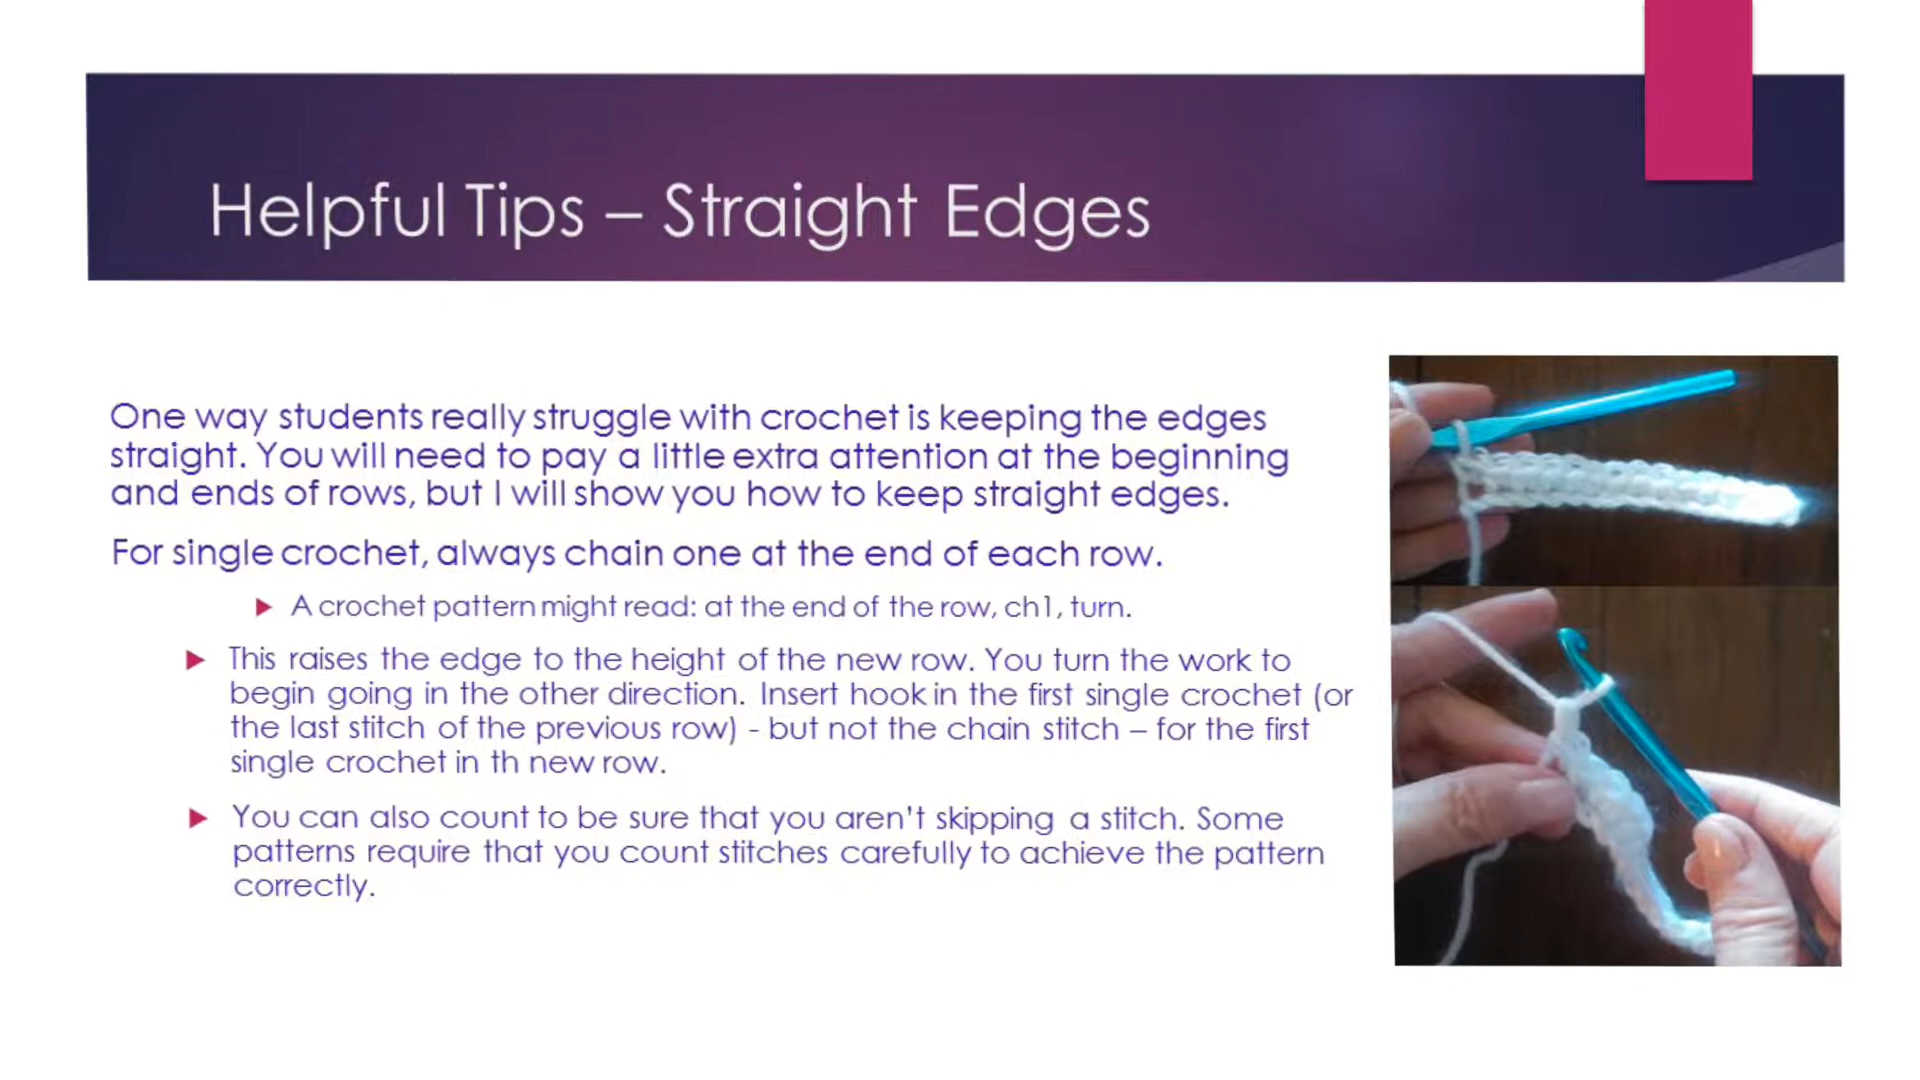 Helpful Tips – Straight Edges
One way students really struggle with crochet is keeping the edges
straight. You will need to pay a little extra attention at the beginning
and ends of rows, but I will show you how to keep straight edges.
For single crochet, always chain one at the end of each row.
A crochet pattern might read: at the end of the row, ch1, turn.
This raises the edge to the height of the new row. You turn the work to
begin going in the other direction. Insert hook in the first single crochet (or
the last stitch of the previous row) - but not the chain stitch – for the first
single crochet in th new row.
You can also count to be sure that you aren't skipping a stitch. Some
patterns require that you count stitches carefully to achieve the pattern
correctly.